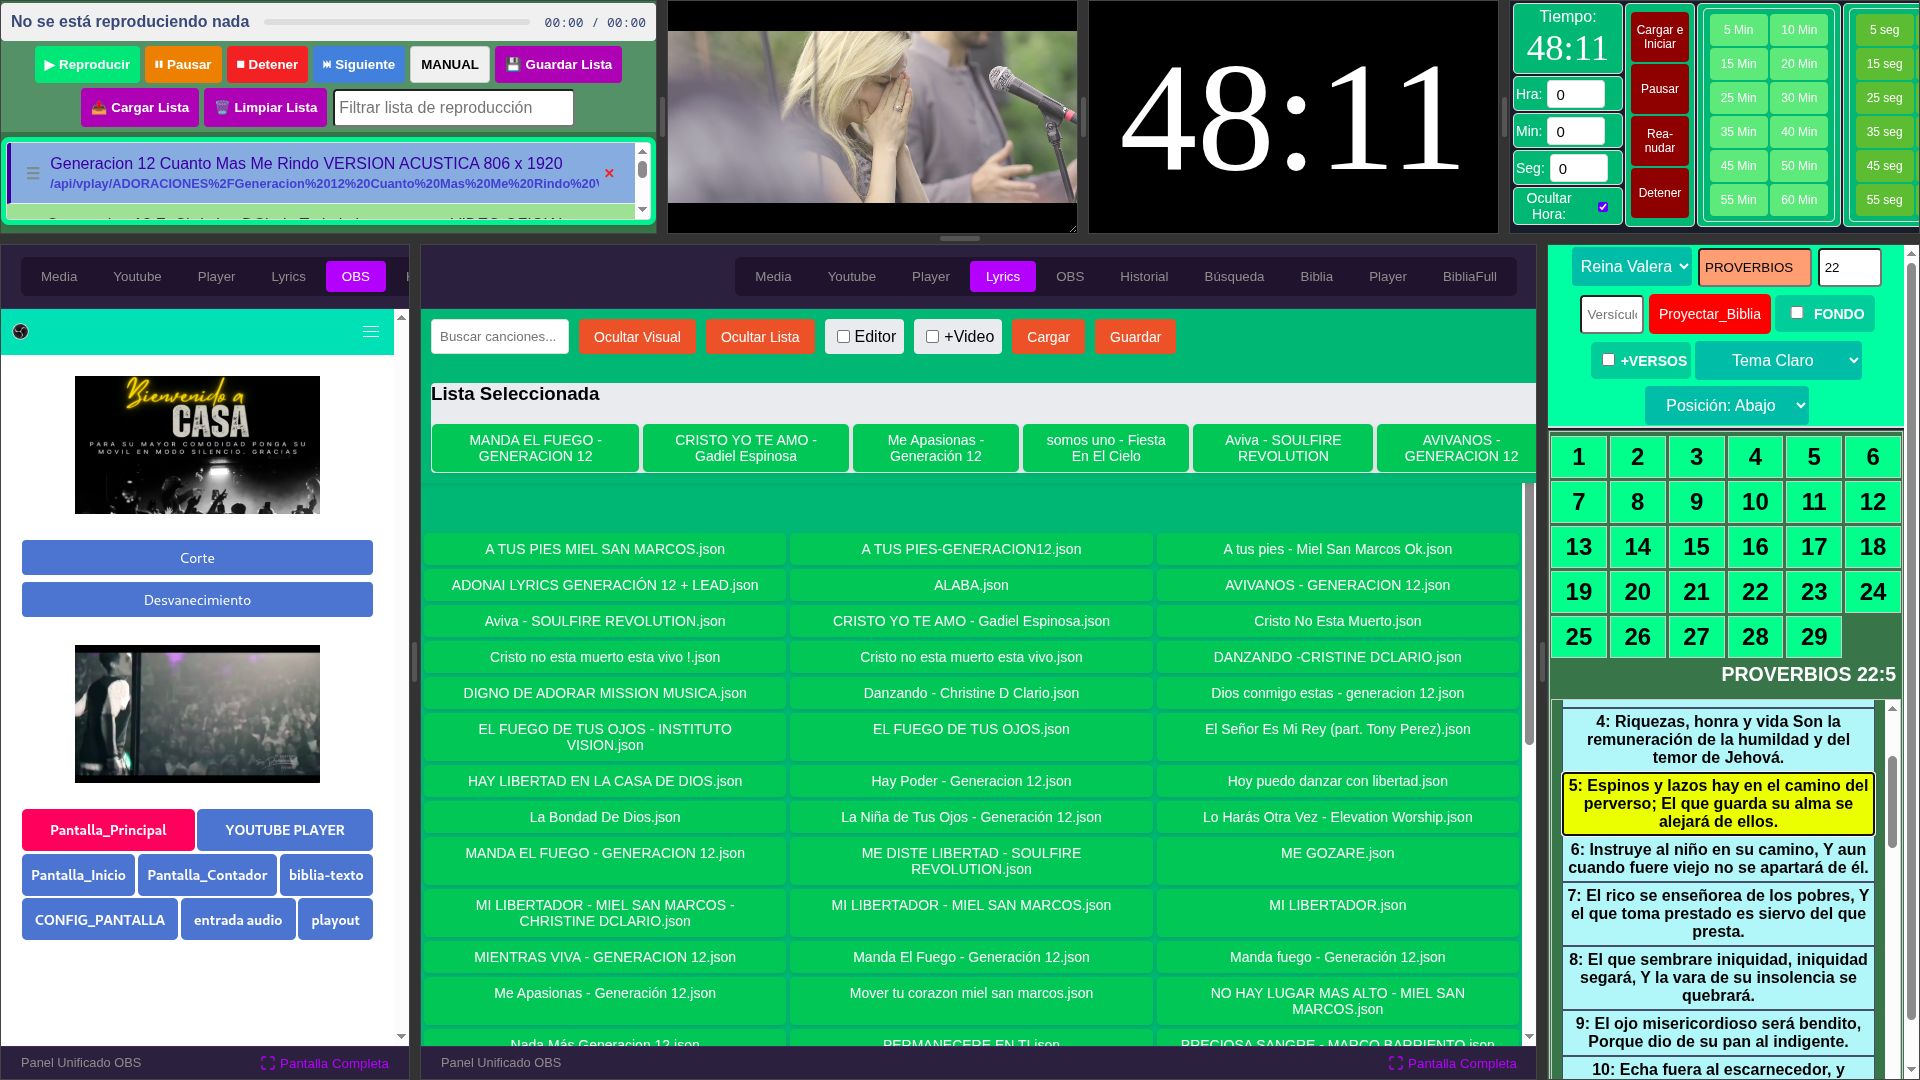 No se está reproduciendo nada
00:00 / 00:00
▶ Reproducir
Pausar
Detener
Siguiente
MANUAL
Guardar Lista
Cargar Lista
Limpiar Lista
Filtrar lista de reproducción
Generacion 12 Cuanto Mas Me Rindo VERSION ACUSTICA 806 x 1920
/api/vplay/ADORACIONES%2FGeneracion%2012%20Cuanto%20Mas%20Me%20Rindo%20
48:11
Tiempo:
48:11
Hra: 0
Min: 0
Seg: 0
Ocultar
Hora:
Cargar e
Iniciar
Pausar
Rea-
nudar
Detener
5 Min 10 Min
15 Min 20 Min
25 Min 30 Min
35 Min 40 Min
45 Min 50 Min
55 Min 60 Min
5 seg
15 seg
25 seg
35 seg
45 seg
55 seg
Media Youtube Player Lyrics OBS
Bienvenido a
CASA
PARA SU MAYOR COMODIDAD PONGA SU
MOVIL EN MODO SILENCIO. GRACIAS
Corte
Desvanecimiento
Pantalla_Principal YOUTUBE PLAYER
Pantalla_Inicio Pantalla_Contador biblia-texto
CONFIG_PANTALLA entrada audio playout
Panel Unificado OBS Pantalla Completa
Media Youtube Player Lyrics OBS Historial Búsqueda Biblia Player BibliaFull
Buscar canciones... Ocultar Visual Ocultar Lista Editor +Video Cargar Guardar
Lista Seleccionada
MANDA EL FUEGO -
GENERACION 12
CRISTO YO TE AMO -
Gadiel Espinosa
Me Apasionas -
Generación 12
somos uno - Fiesta
En El Cielo
Aviva - SOULFIRE
REVOLUTION
AVIVANOS -
GENERACION 12
A TUS PIES MIEL SAN MARCOS.json
A TUS PIES-GENERACION12.json
A tus pies - Miel San Marcos Ok.json
ADONAI LYRICS GENERACIÓN 12 + LEAD.json
ALABA.json
AVIVANOS - GENERACION 12.json
Aviva - SOULFIRE REVOLUTION.json
CRISTO YO TE AMO - Gadiel Espinosa.json
Cristo No Esta Muerto.json
Cristo no esta muerto esta vivo !.json
Cristo no esta muerto esta vivo.json
DANZANDO -CRISTINE DCLARIO.json
DIGNO DE ADORAR MISSION MUSICA.json
Danzando - Christine D Clario.json
Dios conmigo estas - generacion 12.json
EL FUEGO DE TUS OJOS - INSTITUTO
VISION.json
EL FUEGO DE TUS OJOS.json
El Señor Es Mi Rey (part. Tony Perez).json
HAY LIBERTAD EN LA CASA DE DIOS.json
Hay Poder - Generacion 12.json
Hoy puedo danzar con libertad.json
La Bondad De Dios.json
La Niña de Tus Ojos - Generación 12.json
Lo Harás Otra Vez - Elevation Worship.json
MANDA EL FUEGO - GENERACION 12.json
ME DISTE LIBERTAD - SOULFIRE
REVOLUTION.json
ME GOZARE.json
MI LIBERTADOR - MIEL SAN MARCOS -
CHRISTINE DCLARIO.json
MI LIBERTADOR - MIEL SAN MARCOS.json
MI LIBERTADOR.json
MIENTRAS VIVA - GENERACION 12.json
Manda El Fuego - Generación 12.json
Manda fuego - Generación 12.json
Me Apasionas - Generación 12.json
Mover tu corazon miel san marcos.json
NO HAY LUGAR MAS ALTO - MIEL SAN
MARCOS.json
Nada Más Generacion 12.json
PERMANECERE EN TI.json
PRECIOSA SANGRE - MARCO BARRIENTO.json
Panel Unificado OBS Pantalla Completa
Reina Valera PROVERBIOS 22
Versícul Proyectar_Biblia FONDO
+VERSOS Tema Claro
Posición: Abajo
1 2 3 4 5 6
7 8 9 10 11 12
13 14 15 16 17 18
19 20 21 22 23 24
25 26 27 28 29
PROVERBIOS 22:5
4: Riquezas, honra y vida Son la
remuneración de la humildad y del
temor de Jehová.
5: Espinos y lazos hay en el camino del
perverso; El que guarda su alma se
alejará de ellos.
6: Instruye al niño en su camino, Y aun
cuando fuere viejo no se apartará de él.
7: El rico se enseñorea de los pobres, Y
el que toma prestado es siervo del que
presta.
8: El que sembrare iniquidad, iniquidad
segará, Y la vara de su insolencia se
quebrará.
9: El ojo misericordioso será bendito,
Porque dio de su pan al indigente.
10: Echa fuera al escarnecedor, y